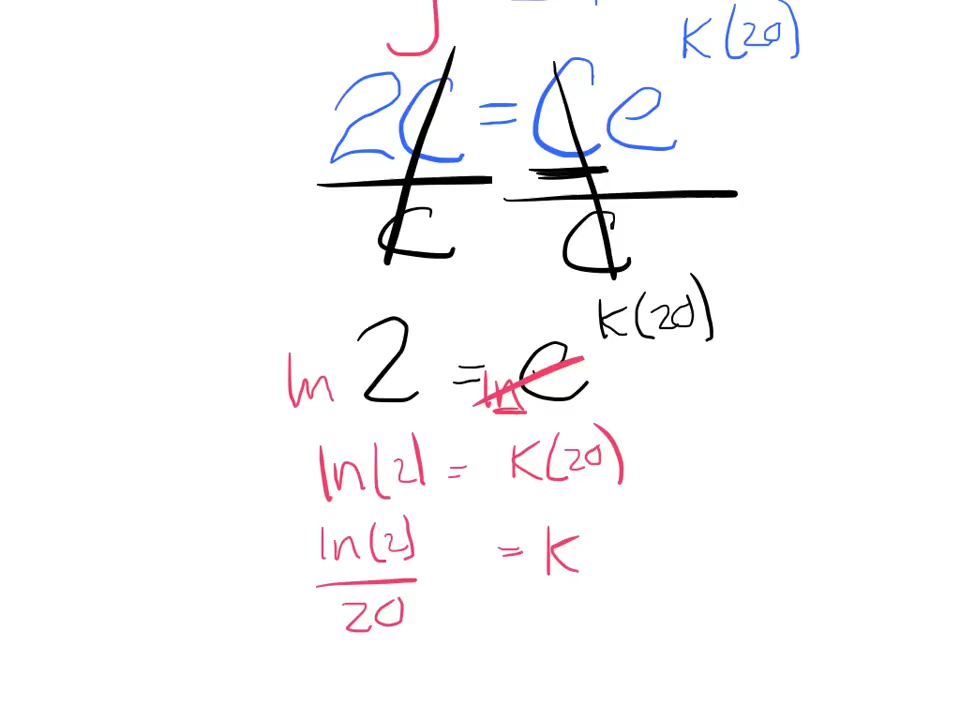 2C = Ce^K(20)
C C
ln 2 = ln e^K(20)
ln(2) = K(20)
ln(2) = K
20